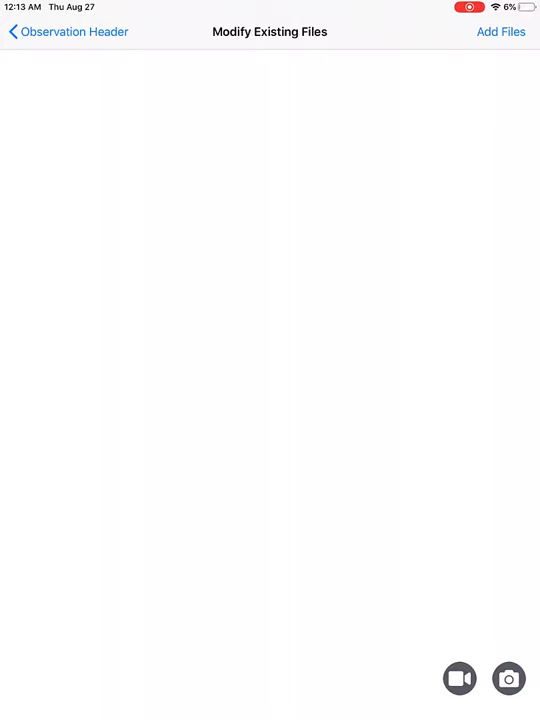 12:13 AM Thu Aug 27
6%
Observation Header
Modify Existing Files
Add Files